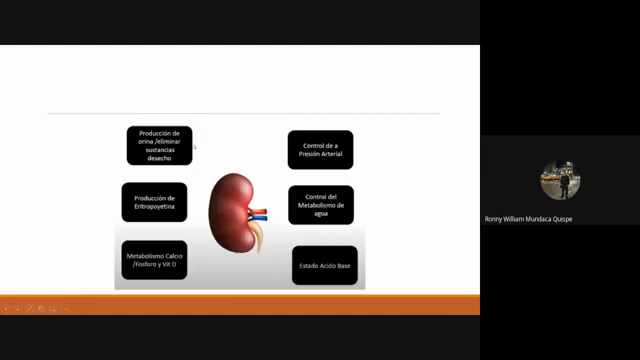 Producción de
orina /eliminar
sustancias
desecho
Control de a
Presión Arterial
Producción de
Eritropoyetina
Control del
Metabolismo de
agua
Metabolismo Calcio
/Fosforo y Vit D
Estado Acido Base
Ronny William Mundaca Quispe